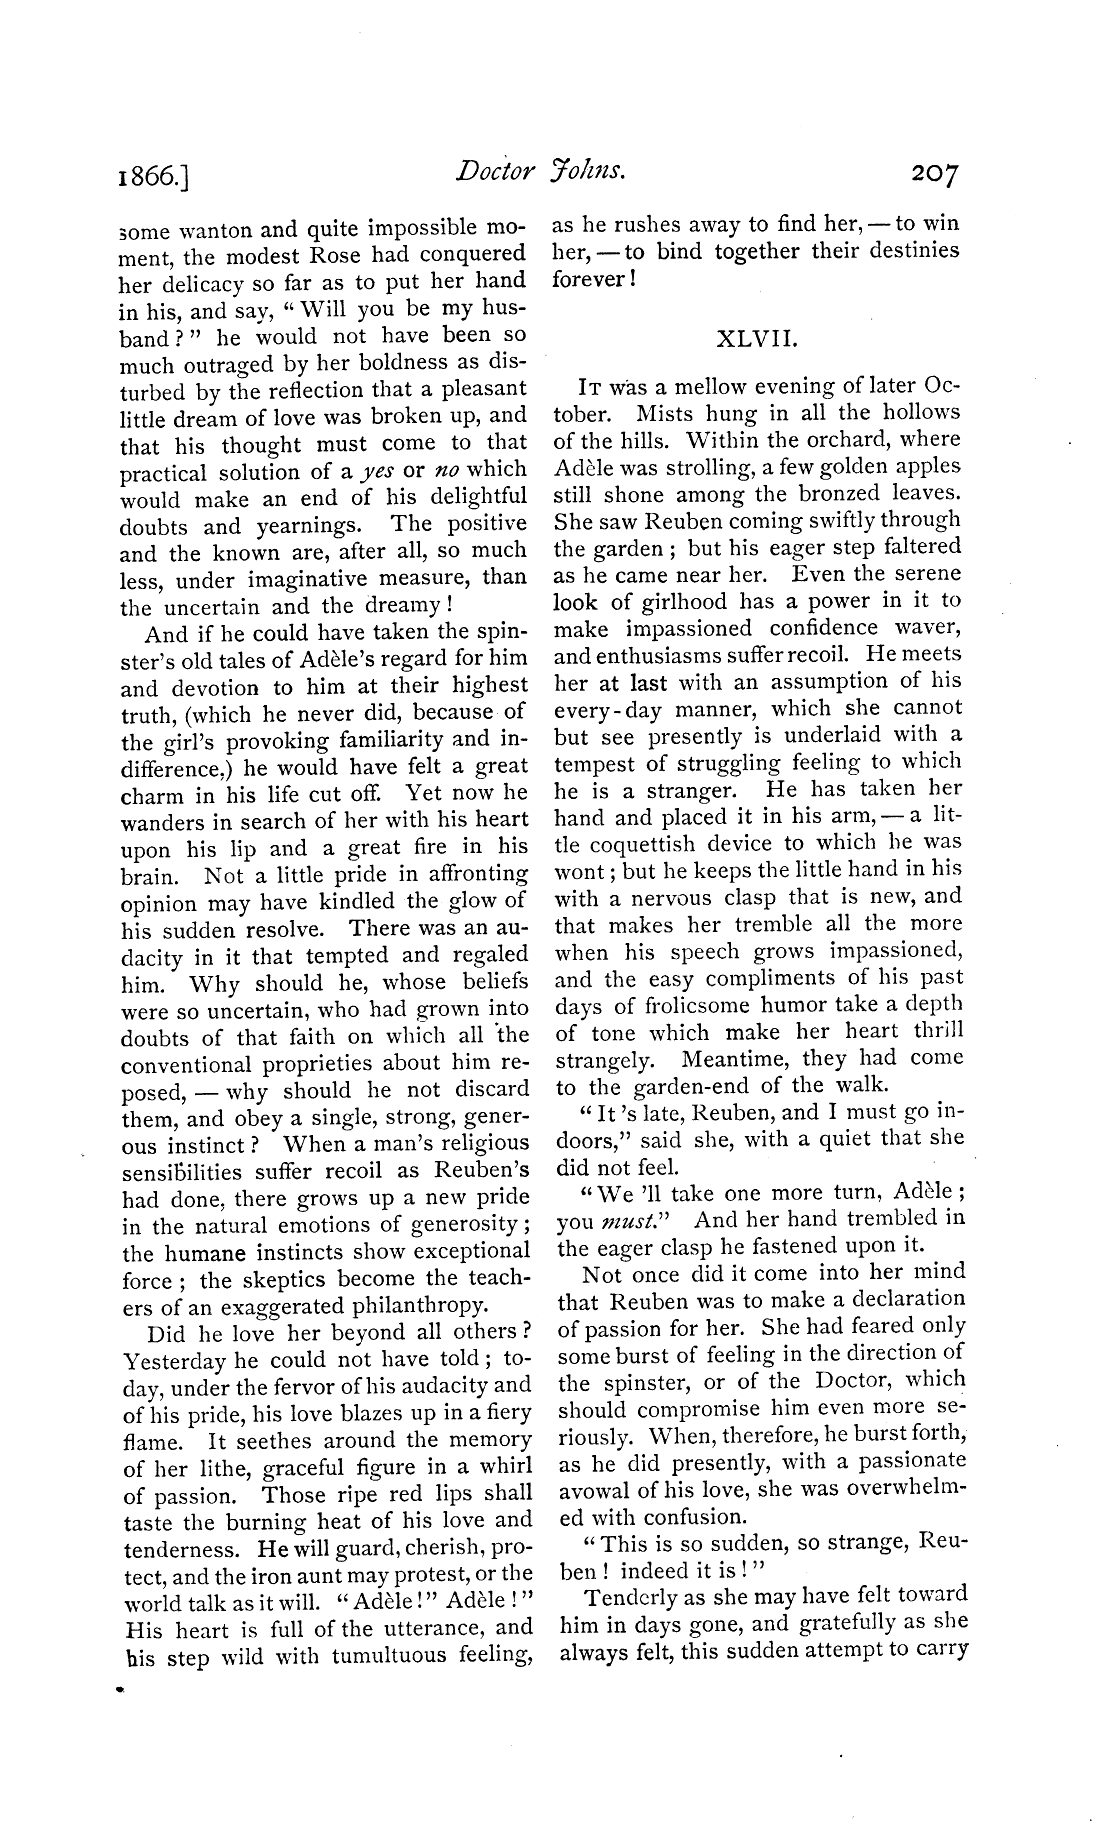 1866.] Doctor Johns. 207
some wanton and quite impossible mo-
ment, the modest Rose had conquered
her delicacy so far as to put her hand
in his, and say, “ Will you be my hus-
band ? ” he would not have been so
much outraged by her boldness as dis-
turbed by the reflection that a pleasant
little dream of love was broken up, and
that his thought must come to that
practical solution of a yes or no which
would make an end of his delightful
doubts and yearnings. The positive
and the known are, after all, so much
less, under imaginative measure, than
the uncertain and the dreamy !
And if he could have taken the spin-
ster's old tales of Adèle's regard for him
and devotion to him at their highest
truth, (which he never did, because of
the girl's provoking familiarity and in-
difference,) he would have felt a great
charm in his life cut off. Yet now he
wanders in search of her with his heart
upon his lip and a great fire in his
brain. Not a little pride in affronting
opinion may have kindled the glow of
his sudden resolve. There was an au-
dacity in it that tempted and regaled
him. Why should he, whose beliefs
were so uncertain, who had grown into
doubts of that faith on which all the
conventional proprieties about him re-
posed, — why should he not discard
them, and obey a single, strong, gener-
ous instinct ? When a man's religious
sensibilities suffer recoil as Reuben's
had done, there grows up a new pride
in the natural emotions of generosity ;
the humane instincts show exceptional
force ; the skeptics become the teach-
ers of an exaggerated philanthropy.
Did he love her beyond all others ?
Yesterday he could not have told ; to-
day, under the fervor of his audacity and
of his pride, his love blazes up in a fiery
flame. It seethes around the memory
of her lithe, graceful figure in a whirl
of passion. Those ripe red lips shall
taste the burning heat of his love and
tenderness. He will guard, cherish, pro-
tect, and the iron aunt may protest, or the
world talk as it will. “ Adèle ! ” Adèle ! ”
His heart is full of the utterance, and
his step wild with tumultuous feeling,
as he rushes away to find her, — to win
her, — to bind together their destinies
forever !
XLVII.
IT was a mellow evening of later Oc-
tober. Mists hung in all the hollows
of the hills. Within the orchard, where
Adèle was strolling, a few golden apples
still shone among the bronzed leaves.
She saw Reuben coming swiftly through
the garden ; but his eager step faltered
as he came near her. Even the serene
look of girlhood has a power in it to
make impassioned confidence waver,
and enthusiasms suffer recoil. He meets
her at last with an assumption of his
every-day manner, which she cannot
but see presently is underlaid with a
tempest of struggling feeling to which
he is a stranger. He has taken her
hand and placed it in his arm, — a lit-
tle coquettish device to which he was
wont ; but he keeps the little hand in his
with a nervous clasp that is new, and
that makes her tremble all the more
when his speech grows impassioned,
and the easy compliments of his past
days of frolicsome humor take a depth
of tone which make her heart thrill
strangely. Meantime, they had come
to the garden-end of the walk.
“ It 's late, Reuben, and I must go in-
doors,” said she, with a quiet that she
did not feel.
“ We 'll take one more turn, Adèle ;
you must.” And her hand trembled in
the eager clasp he fastened upon it.
Not once did it come into her mind
that Reuben was to make a declaration
of passion for her. She had feared only
some burst of feeling in the direction of
the spinster, or of the Doctor, which
should compromise him even more se-
riously. When, therefore, he burst forth,
as he did presently, with a passionate
avowal of his love, she was overwhelm-
ed with confusion.
“ This is so sudden, so strange, Reu-
ben ! indeed it is ! ”
Tenderly as she may have felt toward
him in days gone, and gratefully as she
always felt, this sudden attempt to carry